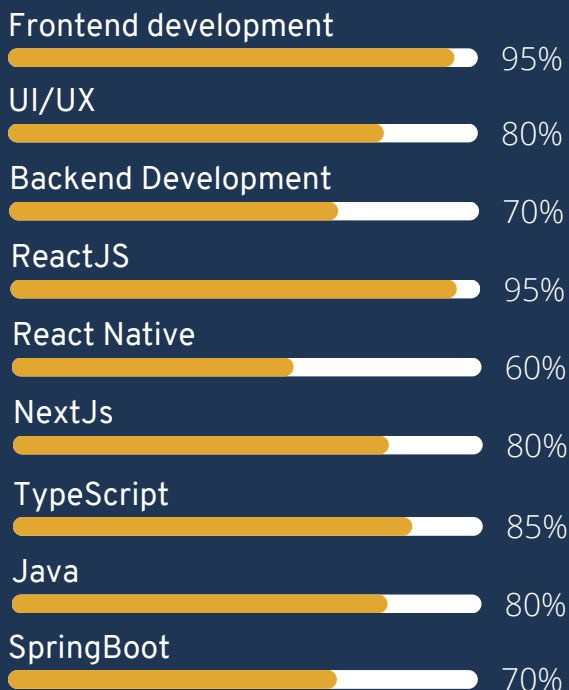 Frontend development
95%
UI/UX
80%
Backend Development
70%
ReactJS
95%
React Native
60%
NextJs
80%
TypeScript
85%
Java
80%
SpringBoot
70%